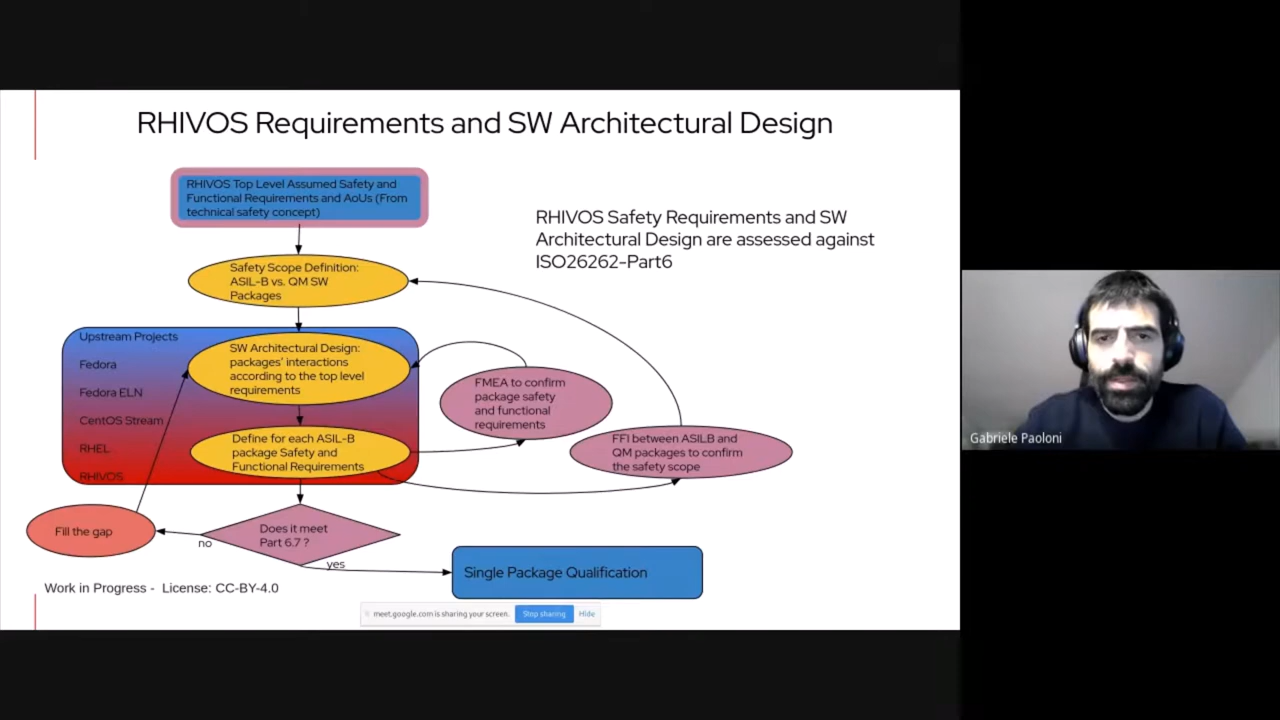 RHIVOS Requirements and SW Architectural Design
RHIVOS Top Level Assumed Safety and
Functional Requirements and AoUs (From
technical safety concept)
RHIVOS Safety Requirements and SW
Architectural Design are assessed against
ISO26262-Part6
Safety Scope Definition:
ASIL-B vs. QM SW
Packages
Upstream Projects
Fedora
Fedora ELN
CentOS Stream
RHEL
RHIVOS
SW Architectural Design:
packages' interactions
according to the top level
requirements
FMEA to confirm
package safety
and functional
requirements
Define for each ASIL-B
package Safety and
Functional Requirements
FFI between ASILB and
QM packages to confirm
the safety scope
Fill the gap
no
Does it meet
Part 6.7 ?
yes
Single Package Qualification
Work in Progress - License: CC-BY-4.0
meet.google.com is sharing your screen.
Stop sharing
Hide
Gabriele Paoloni